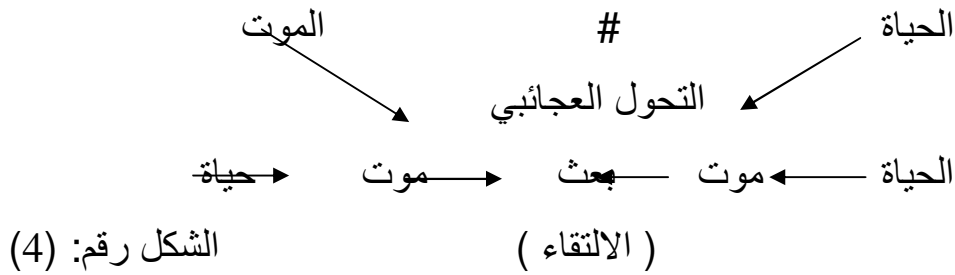 الحياة # الموت
التحول العجائبي
الحياة موت بعث موت حياة
( الالتقاء ) الشكل رقم: (4)